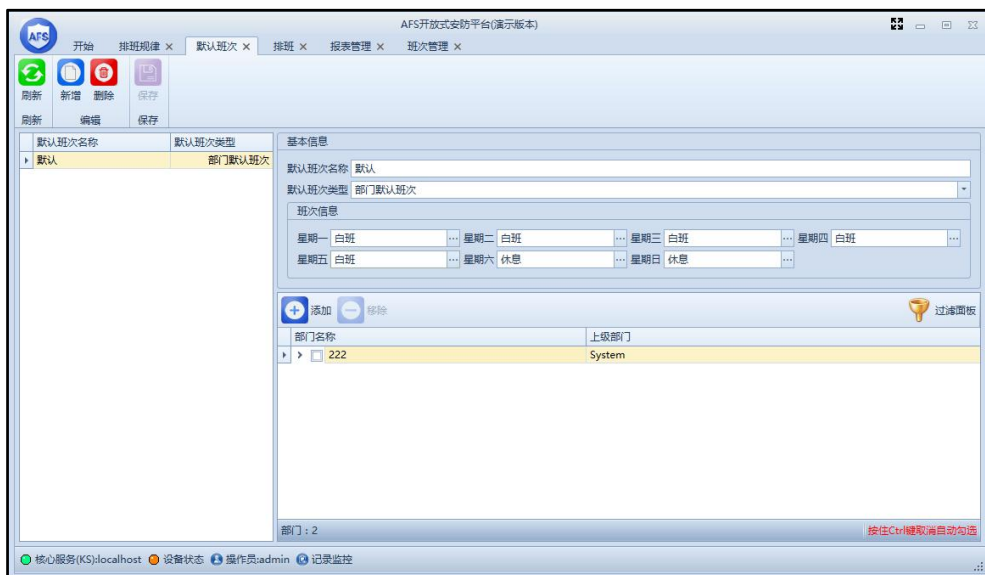 AFS开放式安防平台(演示版本)
AFS
开始 排班规律 × 默认班次 × 排班 × 报表管理 × 班次管理 ×
刷新 新增 删除 保存
刷新 编辑 保存
默认班次名称 默认班次类型
默认 部门默认班次
基本信息
默认班次名称 默认
默认班次类型 部门默认班次
班次信息
星期一 白班 ... 星期二 白班 ... 星期三 白班 ... 星期四 白班 ...
星期五 白班 ... 星期六 休息 ... 星期日 休息 ...
添加 移除 过滤面板
部门名称 上级部门
222 System
部门：2 按住Ctrl键取消自动勾选
核心服务(KS):localhost 设备状态 操作员:admin 记录监控